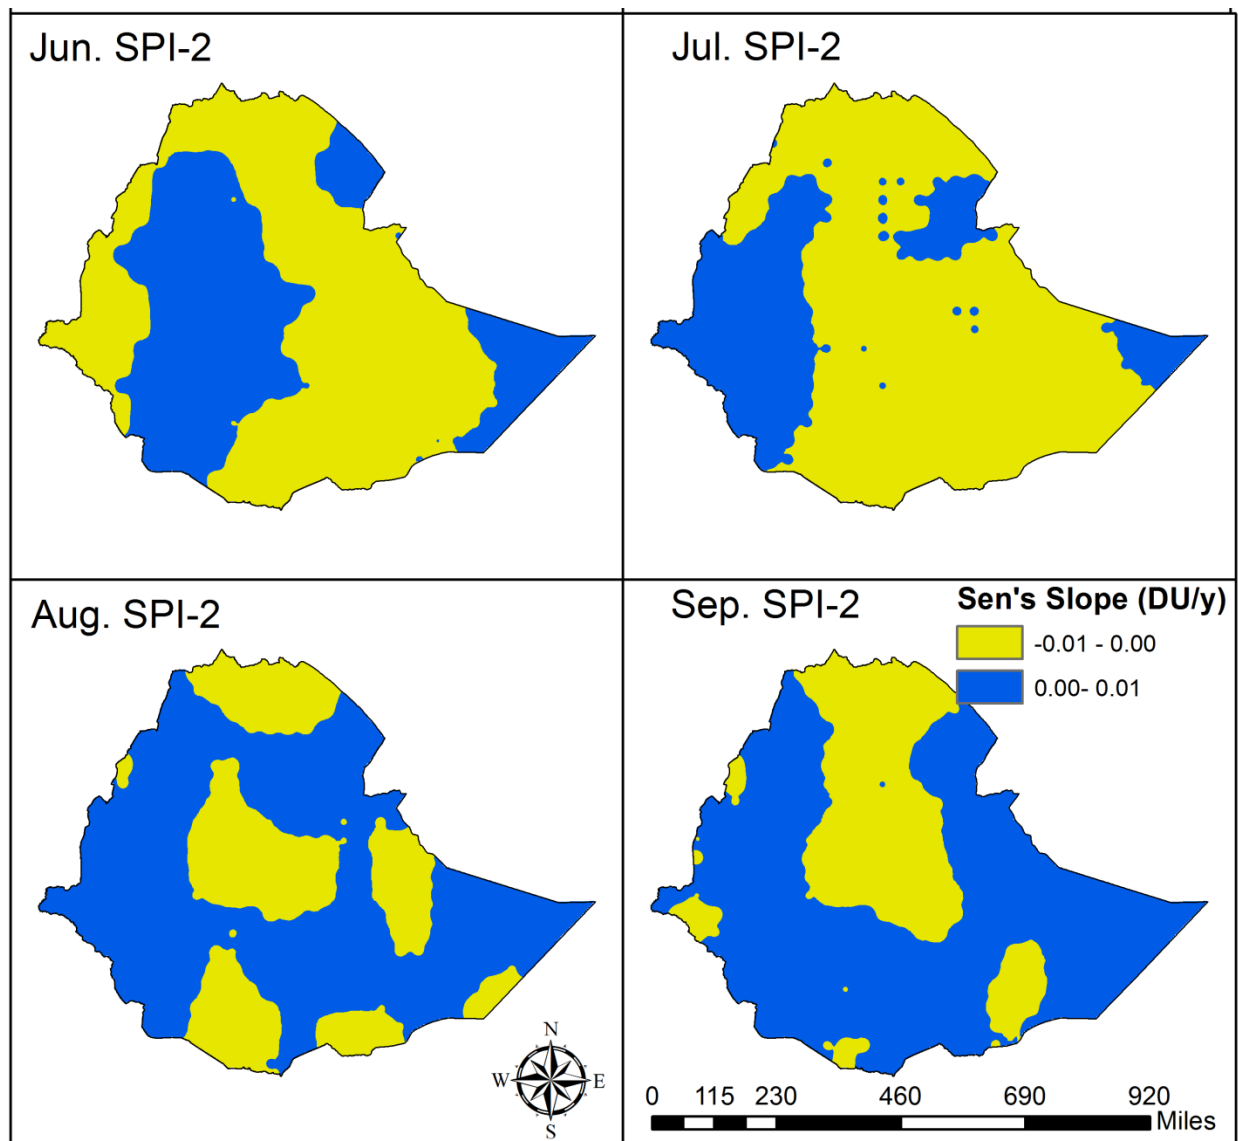 Jun. SPI-2
Jul. SPI-2
Aug. SPI-2
Sep. SPI-2
Sen's Slope (DU/y)
-0.01 - 0.00
0.00- 0.01
N
W E
S
0 115 230 460 690 920
Miles